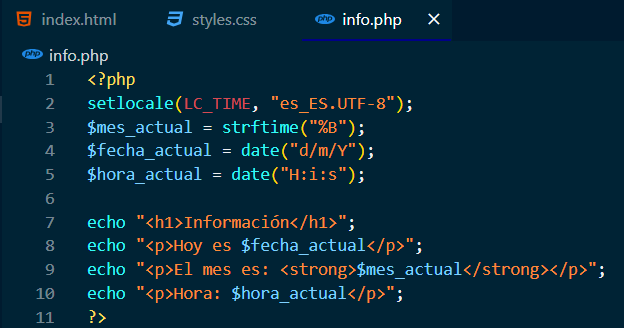 index.html styles.css info.php ×
info.php
1 <?php
2 setlocale(LC_TIME, "es_ES.UTF-8");
3 $mes_actual = strftime("%B");
4 $fecha_actual = date("d/m/Y");
5 $hora_actual = date("H:i:s");
6
7 echo "<h1>Información</h1>";
8 echo "<p>Hoy es $fecha_actual</p>";
9 echo "<p>El mes es: <strong>$mes_actual</strong></p>";
10 echo "<p>Hora: $hora_actual</p>";
11 ?>